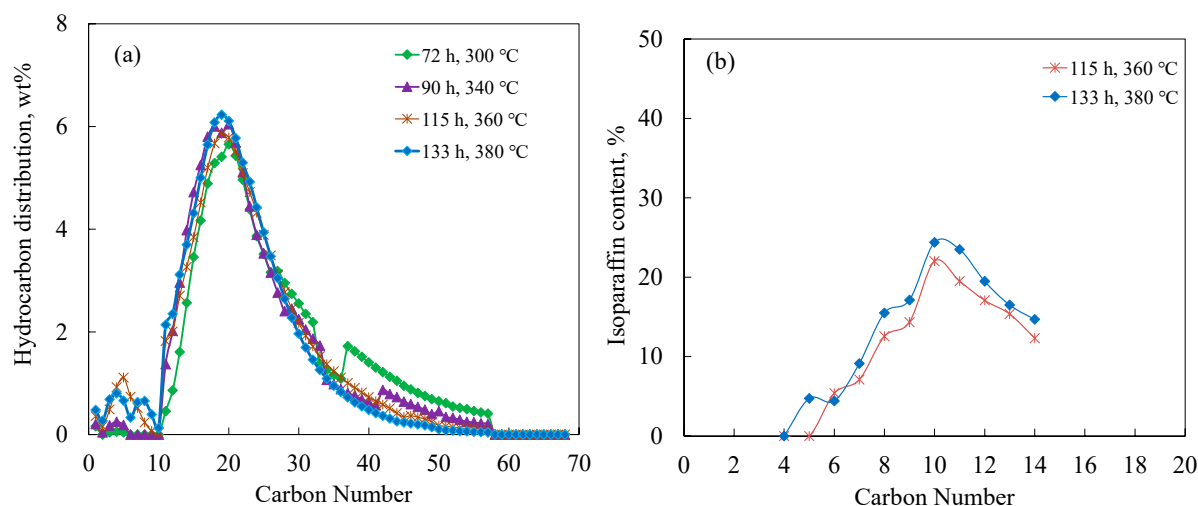 (a)
Hydrocarbon distribution, wt%
8
6
4
2
0
72 h, 300 ℃
90 h, 340 ℃
115 h, 360 ℃
133 h, 380 ℃
0 10 20 30 40 50 60 70
Carbon Number
(b)
Isoparaffin content, %
50
40
30
20
10
0
115 h, 360 ℃
133 h, 380 ℃
0 2 4 6 8 10 12 14 16 18 20
Carbon Number